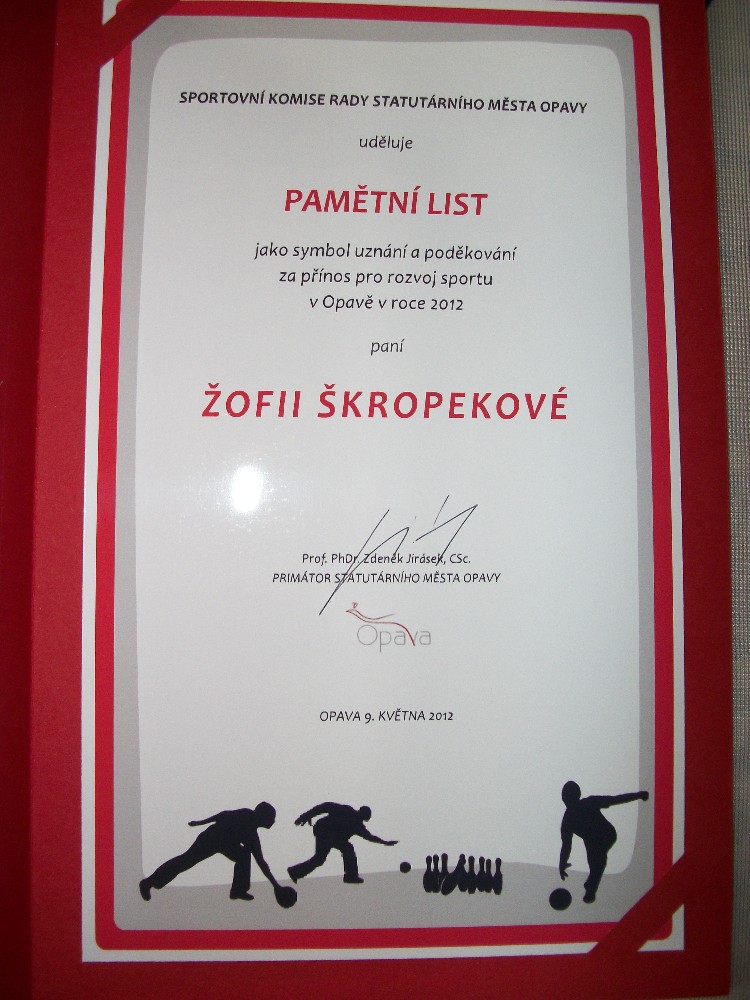 SPORTOVNÍ KOMISE RADY STATUTÁRNÍHO MĚSTA OPAVY
uděluje
PAMĚTNÍ LIST
jako symbol uznání a poděkování
za přínos pro rozvoj sportu
v Opavě v roce 2012
paní
ŽOFII ŠKROPEKOVÉ
Prof. PhDr. Zdeněk Jirásek, CSc.
PRIMÁTOR STATUTÁRNÍHO MĚSTA OPAVY
Opava
OPAVA 9. KVĚTNA 2012